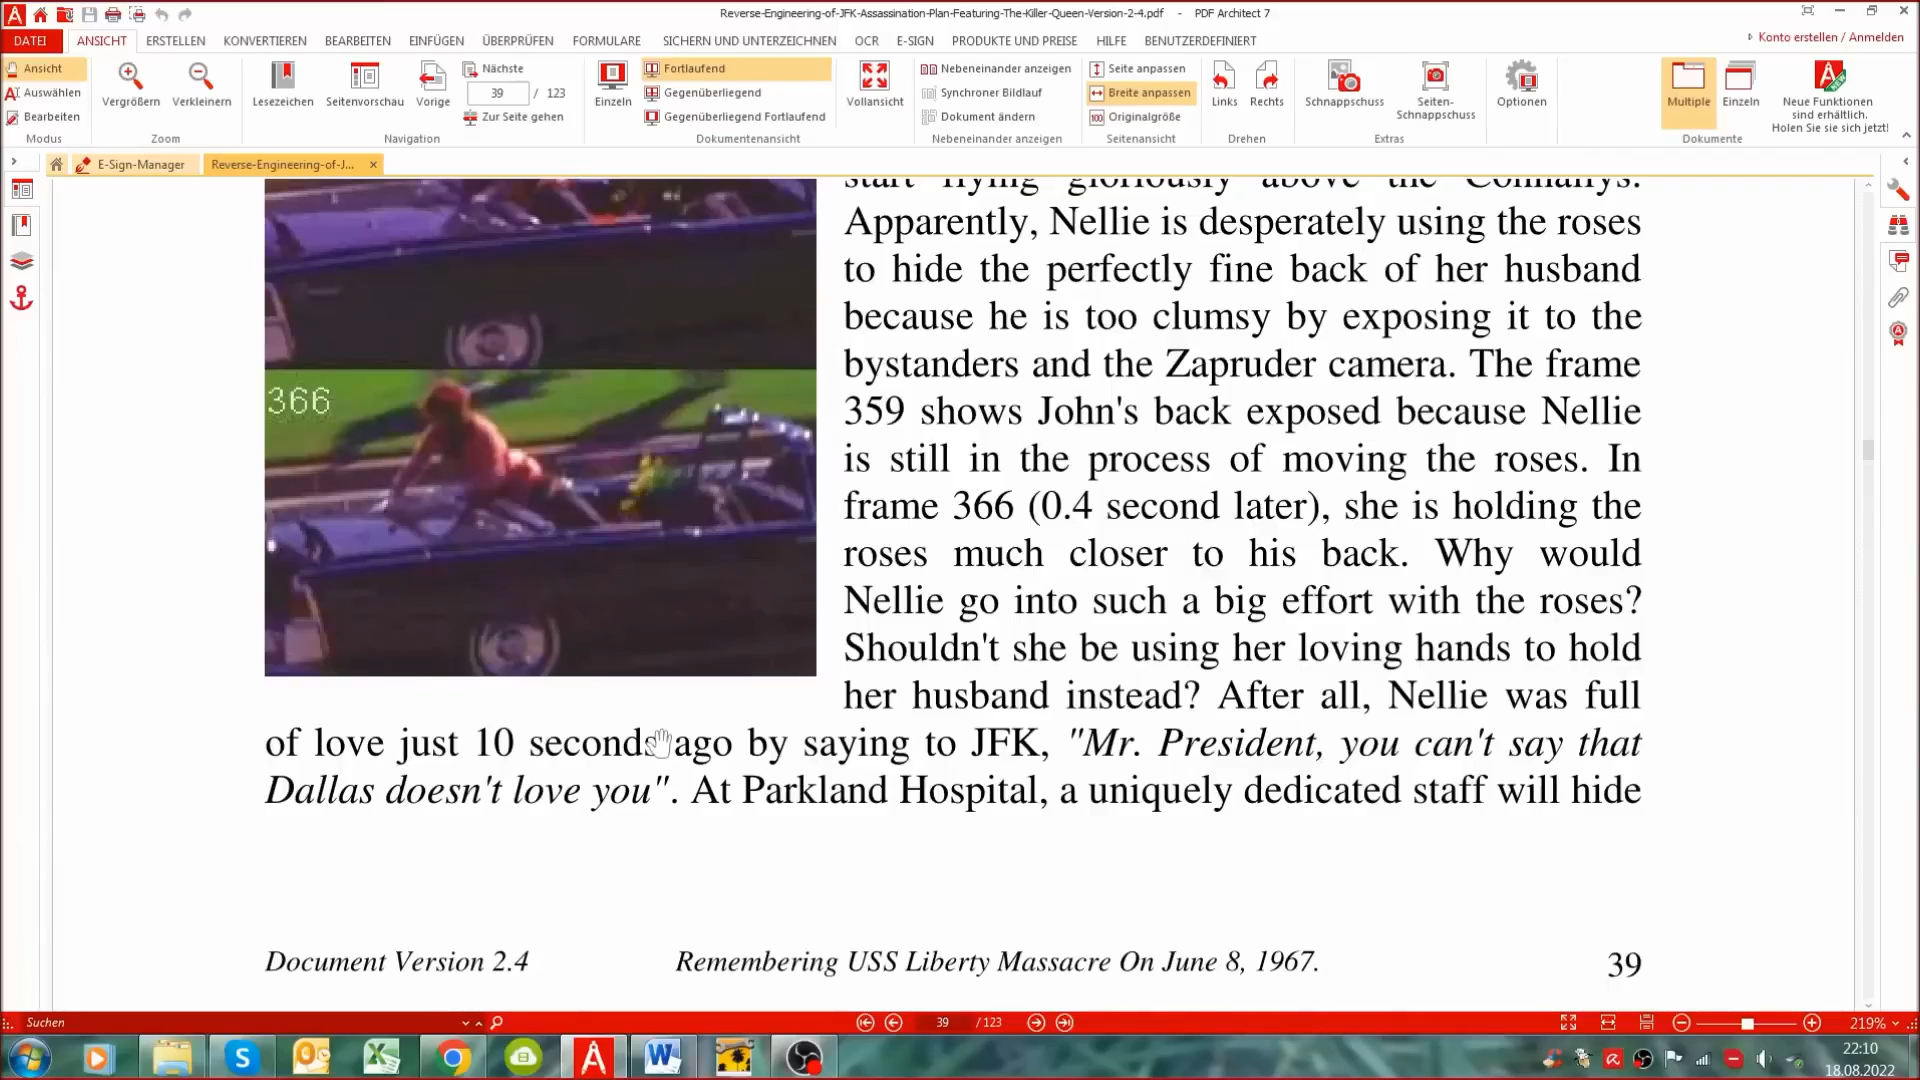 Reverse-Engineering-of-JFK-Assassination-Plan-Featuring-The-Killer-Queen-Version-2-4.pdf - PDF Architect 7
DATEI ANSICHT ERSTELLEN KONVERTIEREN BEARBEITEN EINFÜGEN ÜBERPRÜFEN FORMULARE SICHERN UND UNTERZEICHNEN OCR E-SIGN PRODUKTE UND PREISE HILFE BENUTZERDEFINIERT
Konto erstellen / Anmelden
Ansicht
Auswählen
Bearbeiten
Modus
Vergrößern
Verkleinern
Zoom
Lesezeichen
Seitenvorschau
Vorige
Nächste
39 / 123
Zur Seite gehen
Navigation
Einzeln
Fortlaufend
Gegenüberliegend
Gegenüberliegend Fortlaufend
Dokumentenansicht
Vollansicht
Nebeneinander anzeigen
Synchroner Bildlauf
Dokument ändern
Nebeneinander anzeigen
Seite anpassen
Breite anpassen
100 Originalgröße
Seitenansicht
Links
Rechts
Drehen
Schnappschuss
Seiten-
Schnappschuss
Extras
Optionen
Multiple
Einzeln
Dokumente
Neue Funktionen
sind erhältlich.
Holen Sie sie sich jetzt!
E-Sign-Manager
Reverse-Engineering-of-J...
start flying gloriously above the Connallys.
Apparently, Nellie is desperately using the roses
to hide the perfectly fine back of her husband
because he is too clumsy by exposing it to the
bystanders and the Zapruder camera. The frame
359 shows John's back exposed because Nellie
is still in the process of moving the roses. In
frame 366 (0.4 second later), she is holding the
roses much closer to his back. Why would
Nellie go into such a big effort with the roses?
Shouldn't she be using her loving hands to hold
her husband instead? After all, Nellie was full
of love just 10 seconds ago by saying to JFK, "Mr. President, you can't say that
Dallas doesn't love you". At Parkland Hospital, a uniquely dedicated staff will hide
366
Document Version 2.4 Remembering USS Liberty Massacre On June 8, 1967. 39
Suchen
39 / 123
219%
22:10
18.08.2022